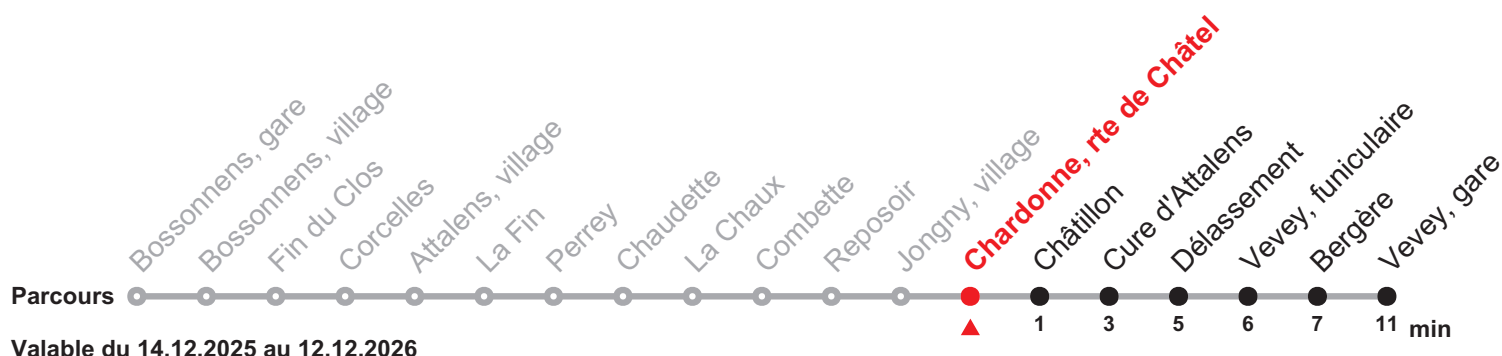 Bossonnens, gare
Bossonnens, village
Fin du Clos
Corcelles
Attalens, village
La Fin
Perrey
Chaudette
La Chaux
Combette
Reposoir
Jongny, village
Chardonne, rte de Châtel
Châtillon
Cure d'Attalens
Délassement
Vevey, funiculaire
Bergère
Vevey, gare
Parcours
1 3 5 6 7 11 min
Valable du 14.12.2025 au 12.12.2026